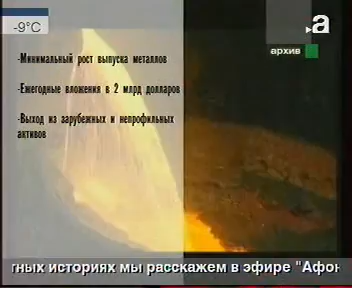 -9°C
а
архив
-Минимальный рост выпуска металлов
-Ежегодные вложения в 2 млрд долларов
-Выход из зарубежных и непрофильных
активов
тных историях мы расскажем в эфире "Афон